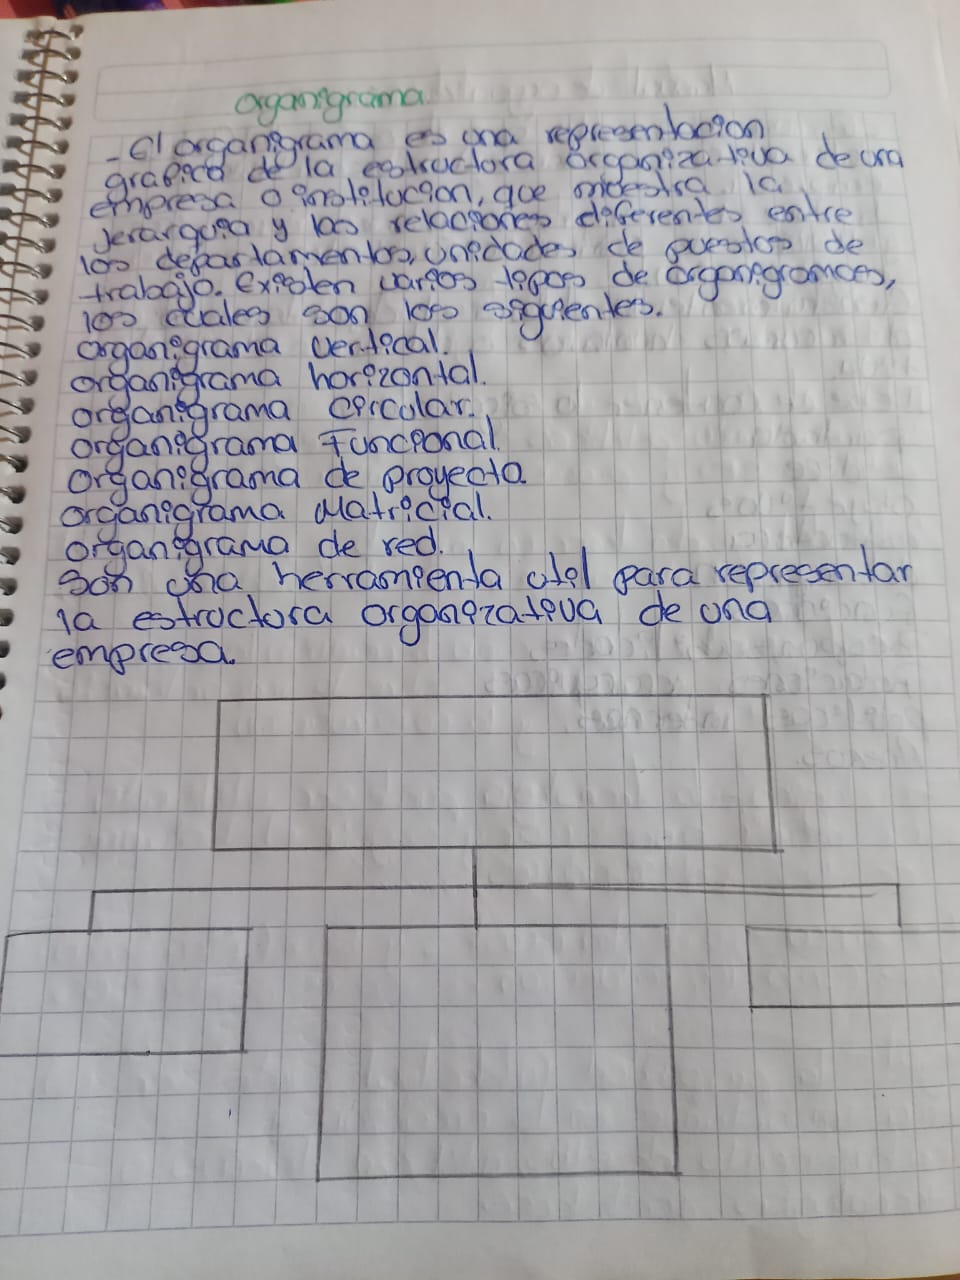 organigrama
- El organigrama es una representacion
grafica de la estructora organizativa de una
empresa o institucion, que muestra la
Jerarquia y las relaciones diferentes entre
los departamentos, unidades de puestos de
trabajo. Existen varios tipos de organigramas,
los cuales son los siguientes.
organigrama vertical.
organigrama horizontal.
organigrama circular.
organigrama Funcional
organigrama de proyecto
organigrama Matricial.
organigrama de red.
son una herramienta util para representar
la estructora organizativa de una
empresa.